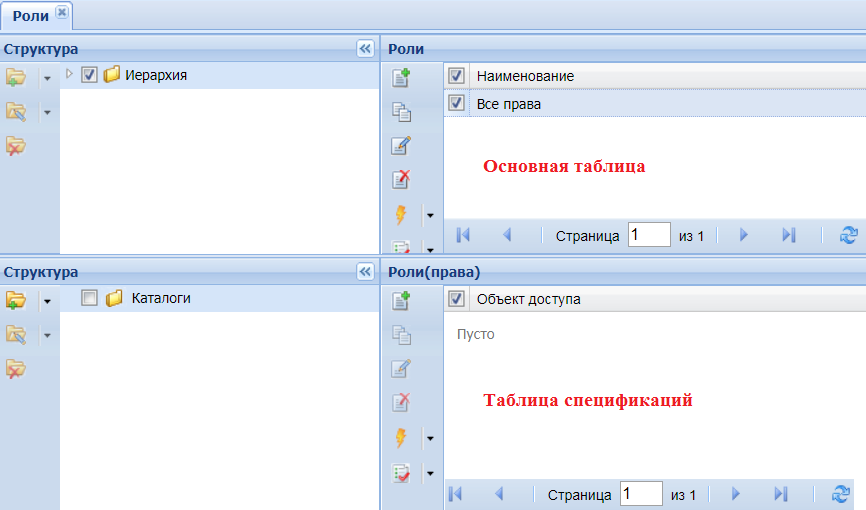 Роли
Структура
Роли
Иерархия
Наименование
Все права
Основная таблица
Страница 1 из 1
Структура
Роли(права)
Каталоги
Объект доступа
Пусто
Таблица спецификаций
Страница 1 из 1